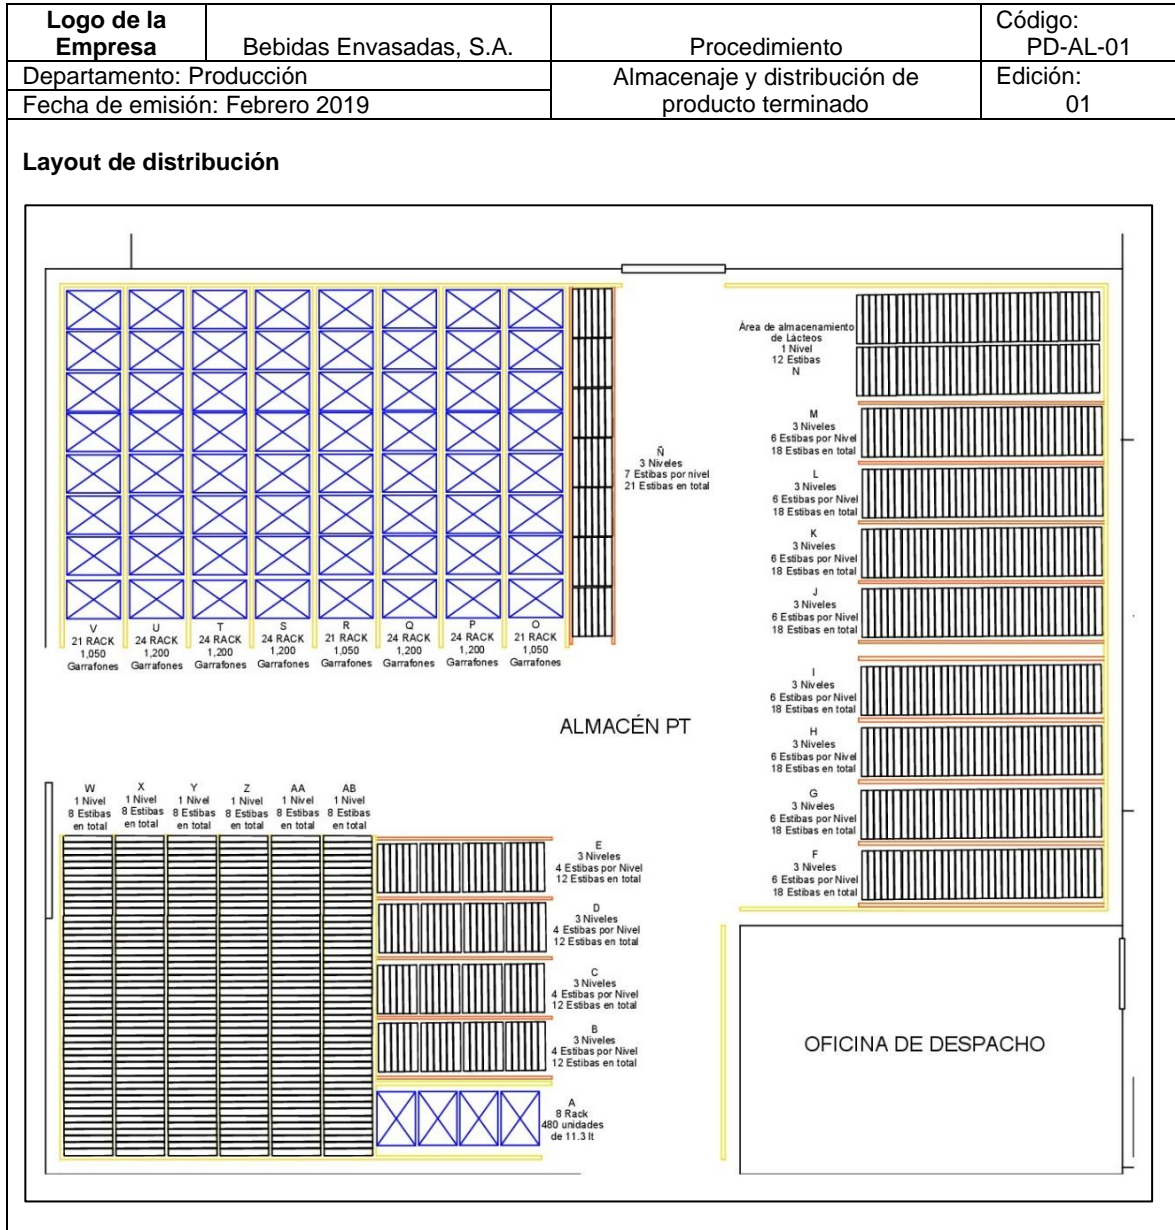 Logo de la
Empresa
Bebidas Envasadas, S.A.
Procedimiento
Código:
PD-AL-01
Departamento: Producción
Almacenaje y distribución de
producto terminado
Edición:
01
Fecha de emisión: Febrero 2019
Layout de distribución
Área de almacenamiento
de Lácteos
1 Nivel
12 Estibas
N
M
3 Niveles
6 Estibas por Nivel
18 Estibas en total
L
3 Niveles
6 Estibas por Nivel
18 Estibas en total
K
3 Niveles
6 Estibas por Nivel
18 Estibas en total
J
3 Niveles
6 Estibas por Nivel
18 Estibas en total
Ñ
3 Niveles
7 Estibas por nivel
21 Estibas en total
V
21 RACK
1,050
Garrafones
U
24 RACK
1,200
Garrafones
T
24 RACK
1,200
Garrafones
S
24 RACK
1,200
Garrafones
R
21 RACK
1,050
Garrafones
Q
24 RACK
1,200
Garrafones
P
24 RACK
1,200
Garrafones
O
21 RACK
1,050
Garrafones
I
3 Niveles
6 Estibas por Nivel
18 Estibas en total
H
3 Niveles
6 Estibas por Nivel
18 Estibas en total
G
3 Niveles
6 Estibas por Nivel
18 Estibas en total
F
3 Niveles
6 Estibas por Nivel
18 Estibas en total
ALMACÉN PT
W
1 Nivel
8 Estibas
en total
X
1 Nivel
8 Estibas
en total
Y
1 Nivel
8 Estibas
en total
Z
1 Nivel
8 Estibas
en total
AA
1 Nivel
8 Estibas
en total
AB
1 Nivel
8 Estibas
en total
E
3 Niveles
4 Estibas por Nivel
12 Estibas en total
D
3 Niveles
4 Estibas por Nivel
12 Estibas en total
C
3 Niveles
4 Estibas por Nivel
12 Estibas en total
B
3 Niveles
4 Estibas por Nivel
12 Estibas en total
A
8 Rack
480 unidades
de 11.3 lt
OFICINA DE DESPACHO